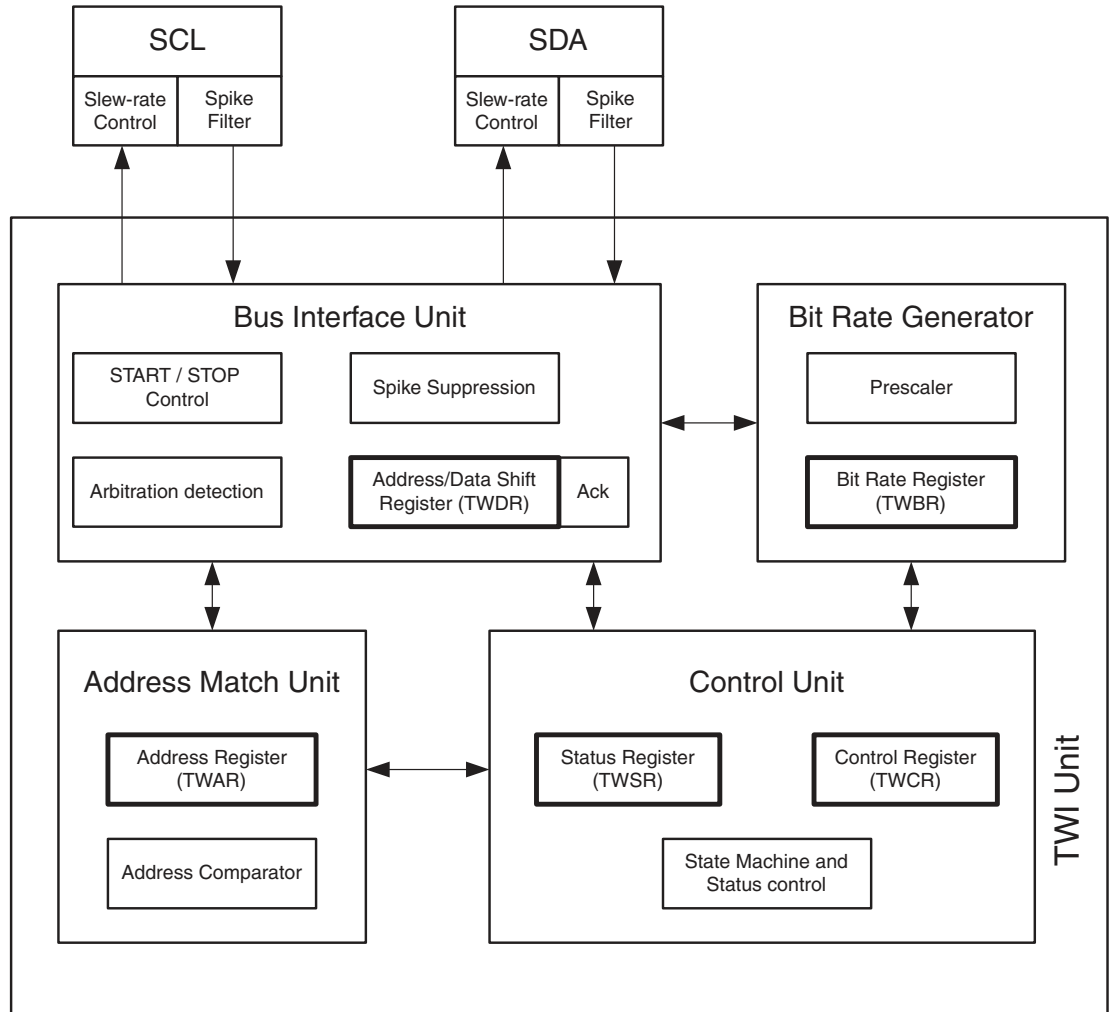 SCL
Slew-rate
Control
Spike
Filter
SDA
Slew-rate
Control
Spike
Filter
Bus Interface Unit
START / STOP
Control
Spike Suppression
Arbitration detection
Address/Data Shift
Register (TWDR)
Ack
Bit Rate Generator
Prescaler
Bit Rate Register
(TWBR)
Address Match Unit
Address Register
(TWAR)
Address Comparator
Control Unit
Status Register
(TWSR)
Control Register
(TWCR)
State Machine and
Status control
TWI Unit